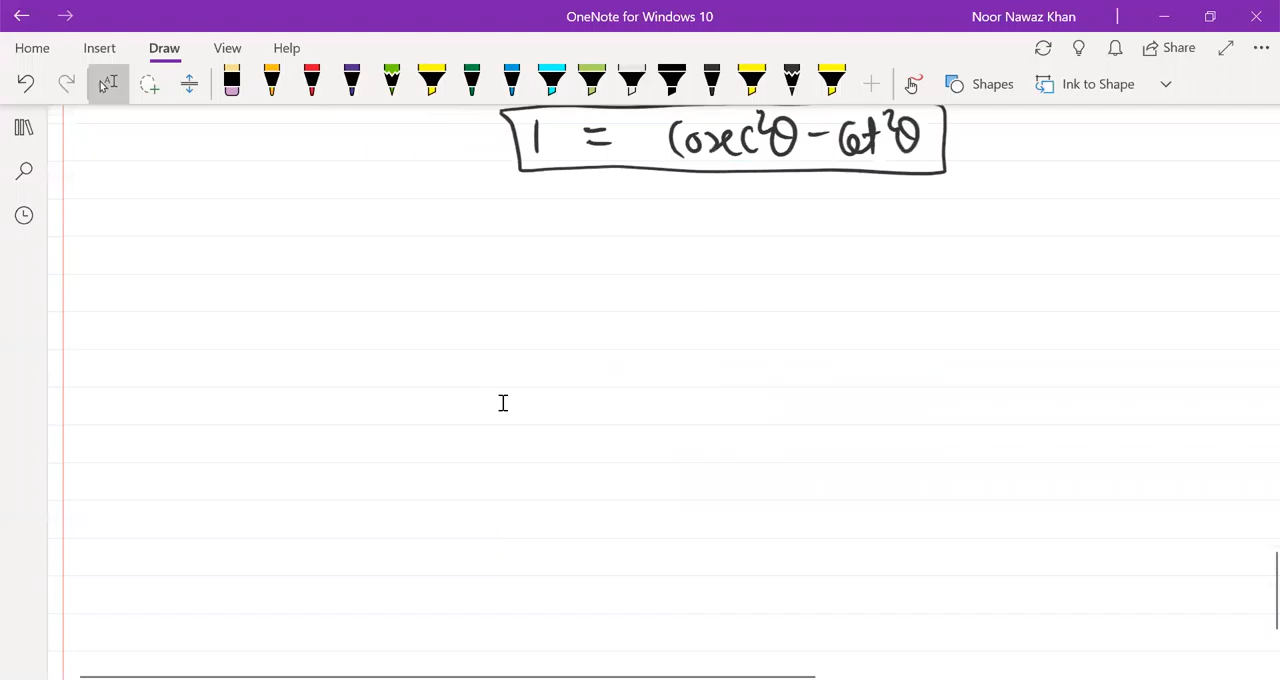 OneNote for Windows 10
Noor Nawaz Khan
Home Insert Draw View Help
Share
Shapes
Ink to Shape
1 = Cosec²θ - Cot²θ